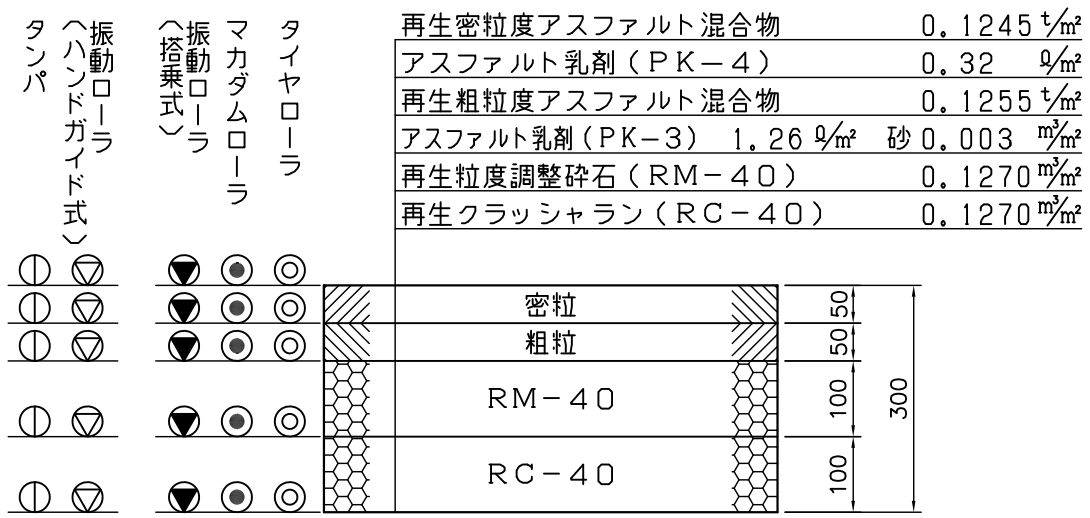 タンパ
振動ローラ
(ハンドガイド式)
振動ローラ
(搭乗式)
マカダムローラ
タイヤローラ
再生密粒度アスファルト混合物 0.1245 t/m²
アスファルト乳剤(PK-4) 0.32 ℓ/m²
再生粗粒度アスファルト混合物 0.1255 t/m²
アスファルト乳剤(PK-3) 1.26 ℓ/m² 砂 0.003 m³/m²
再生粒度調整砕石(RM-40) 0.1270 m³/m²
再生クラッシャラン(RC-40) 0.1270 m³/m²
密粒
粗粒
RM-40
RC-40
50
50
100
100
300